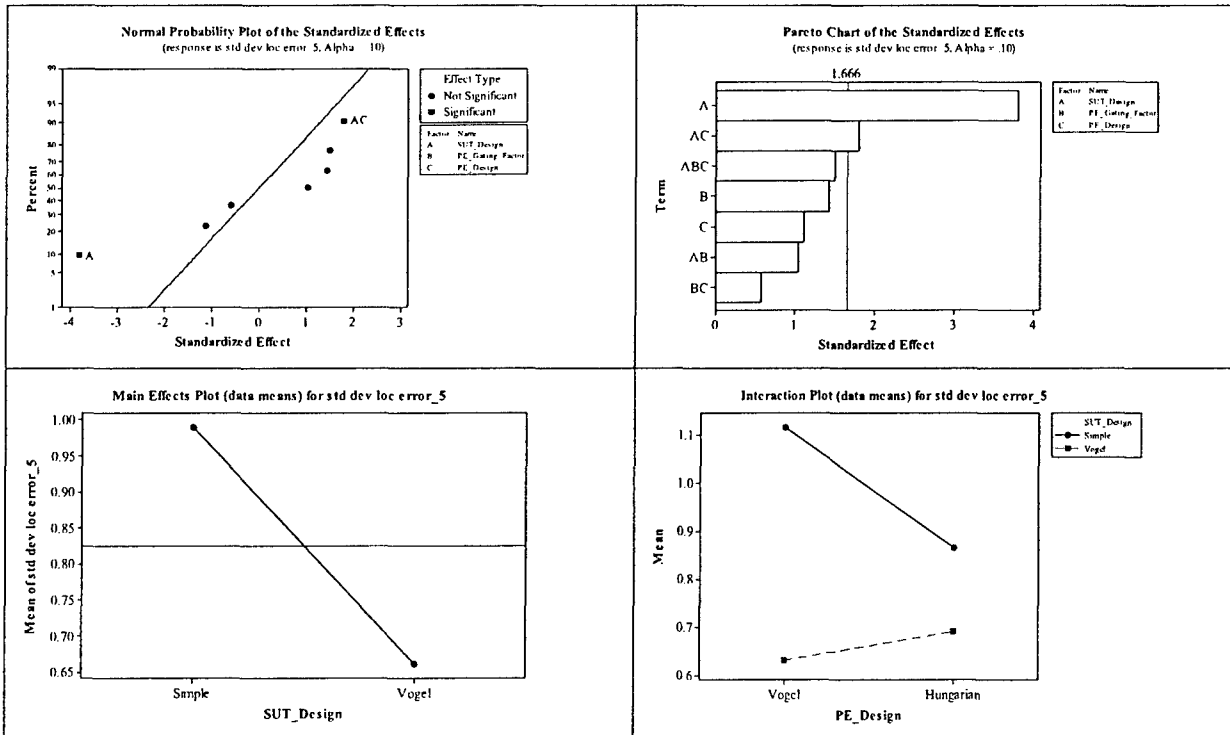 Normal Probability Plot of the Standardized Effects
(response is std dev loc error_5, Alpha = .10)
Percent
99
95
90
80
70
60
50
40
30
20
10
5
1
A
AC
-4 -3 -2 -1 0 1 2 3
Standardized Effect
Effect Type
Not Significant
Significant
Factor Name
A SUT_Design
B PE_Gating_Factor
C PE_Design
Pareto Chart of the Standardized Effects
(response is std dev loc error_5, Alpha = .10)
1.666
Term
A
AC
ABC
B
C
AB
BC
0 1 2 3 4
Standardized Effect
Factor Name
A SUT_Design
B PE_Gating_Factor
C PE_Design
Main Effects Plot (data means) for std dev loc error_5
Mean of std dev loc error_5
1.00
0.95
0.90
0.85
0.80
0.75
0.70
0.65
Simple Vogel
SUT_Design
Interaction Plot (data means) for std dev loc error_5
Mean
1.1
1.0
0.9
0.8
0.7
0.6
Vogel Hungarian
PE_Design
SUT_Design
Simple
Vogel